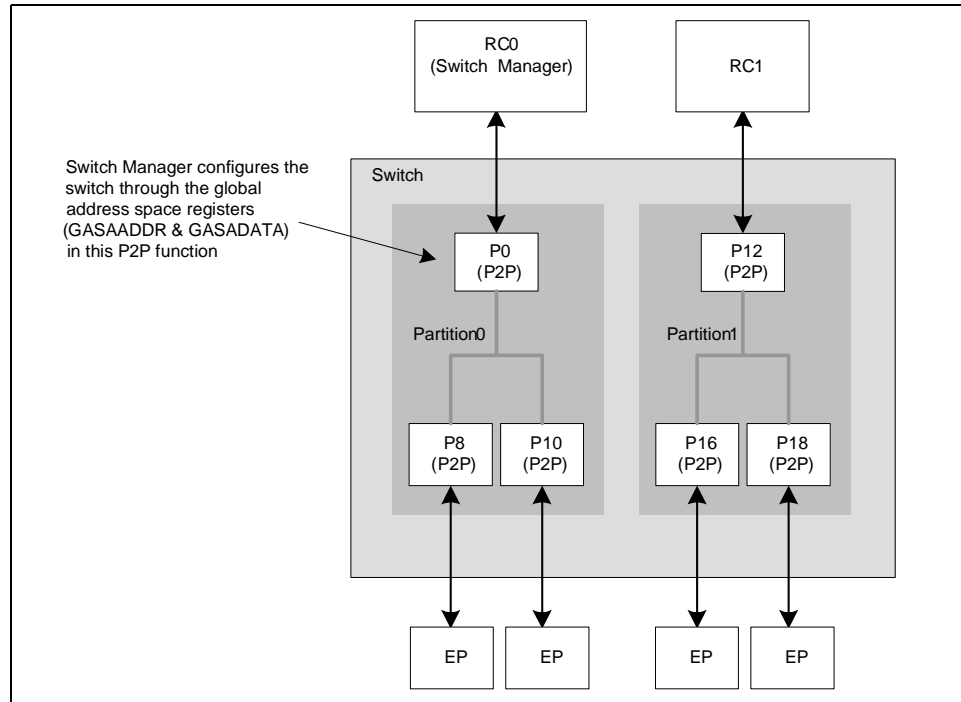 RC0
(Switch Manager)
RC1
Switch Manager configures the
switch through the global
address space registers
(GASAADDR & GASADATA)
in this P2P function
Switch
P0
(P2P)
P12
(P2P)
Partition0
Partition1
P8
(P2P)
P10
(P2P)
P16
(P2P)
P18
(P2P)
EP
EP
EP
EP